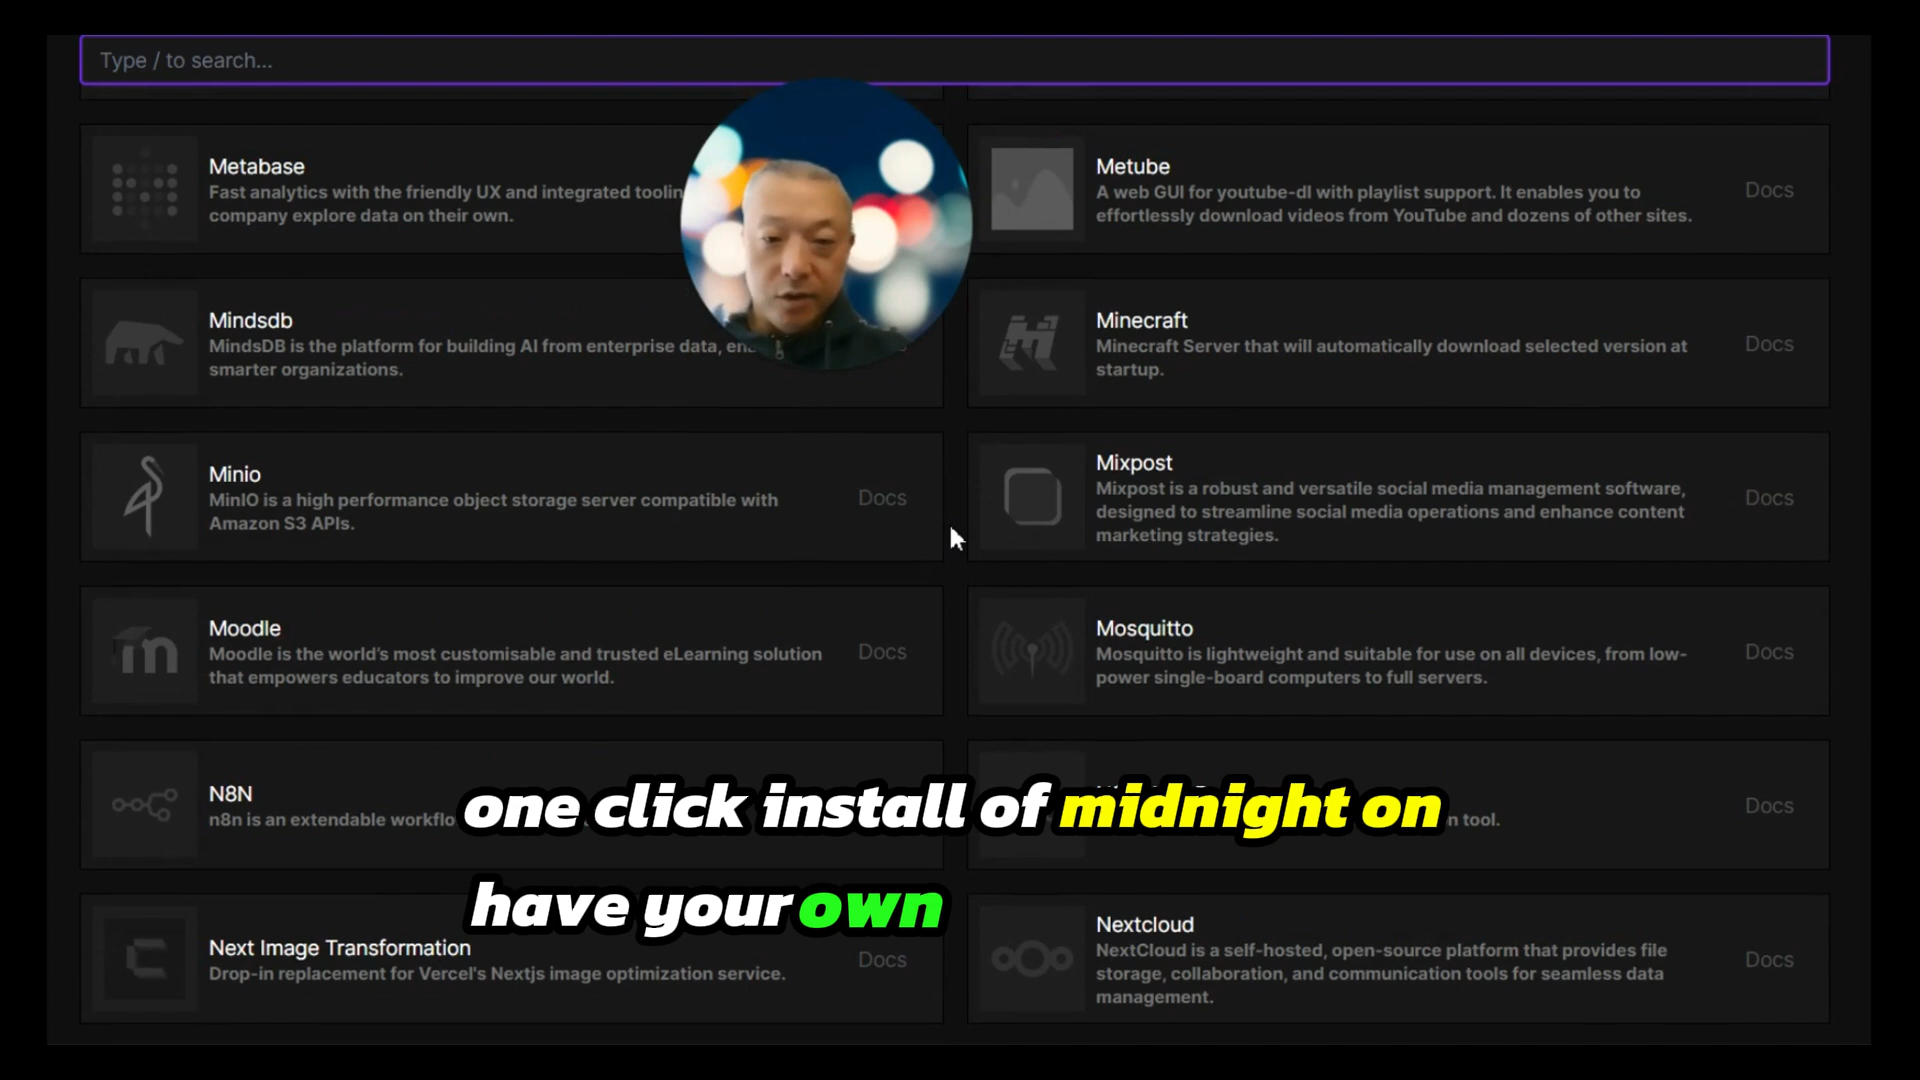 Type / to search...
Metabase
Fast analytics with the friendly UX and integrated
company explore data on their own.
Metube
A web GUI for youtube-dl with playlist support. It enables you to
effortlessly download videos from YouTube and dozens of other sites.
Docs
Mindsdb
MindsDB is the platform for building AI from enterprise data,
smarter organizations.
Minecraft
Minecraft Server that will automatically download selected version at
startup.
Docs
Minio
MinIO is a high performance object storage server compatible with
Amazon S3 APIs.
Docs
Mixpost
Mixpost is a robust and versatile social media management software,
designed to streamline social media operations and enhance content
marketing strategies.
Docs
Moodle
Moodle is the world's most customisable and trusted eLearning solution
that empowers educators to improve our world.
Docs
Mosquitto
Mosquitto is lightweight and suitable for use on all devices, from low-
power single-board computers to full servers.
Docs
N8N
n8n is an extendable
tool.
Docs
one click install of midnight on
have your own
Next Image Transformation
Drop-in replacement for Vercel's Nextjs image optimization service.
Docs
Nextcloud
NextCloud is a self-hosted, open-source platform that provides file
storage, collaboration, and communication tools for seamless data
management.
Docs